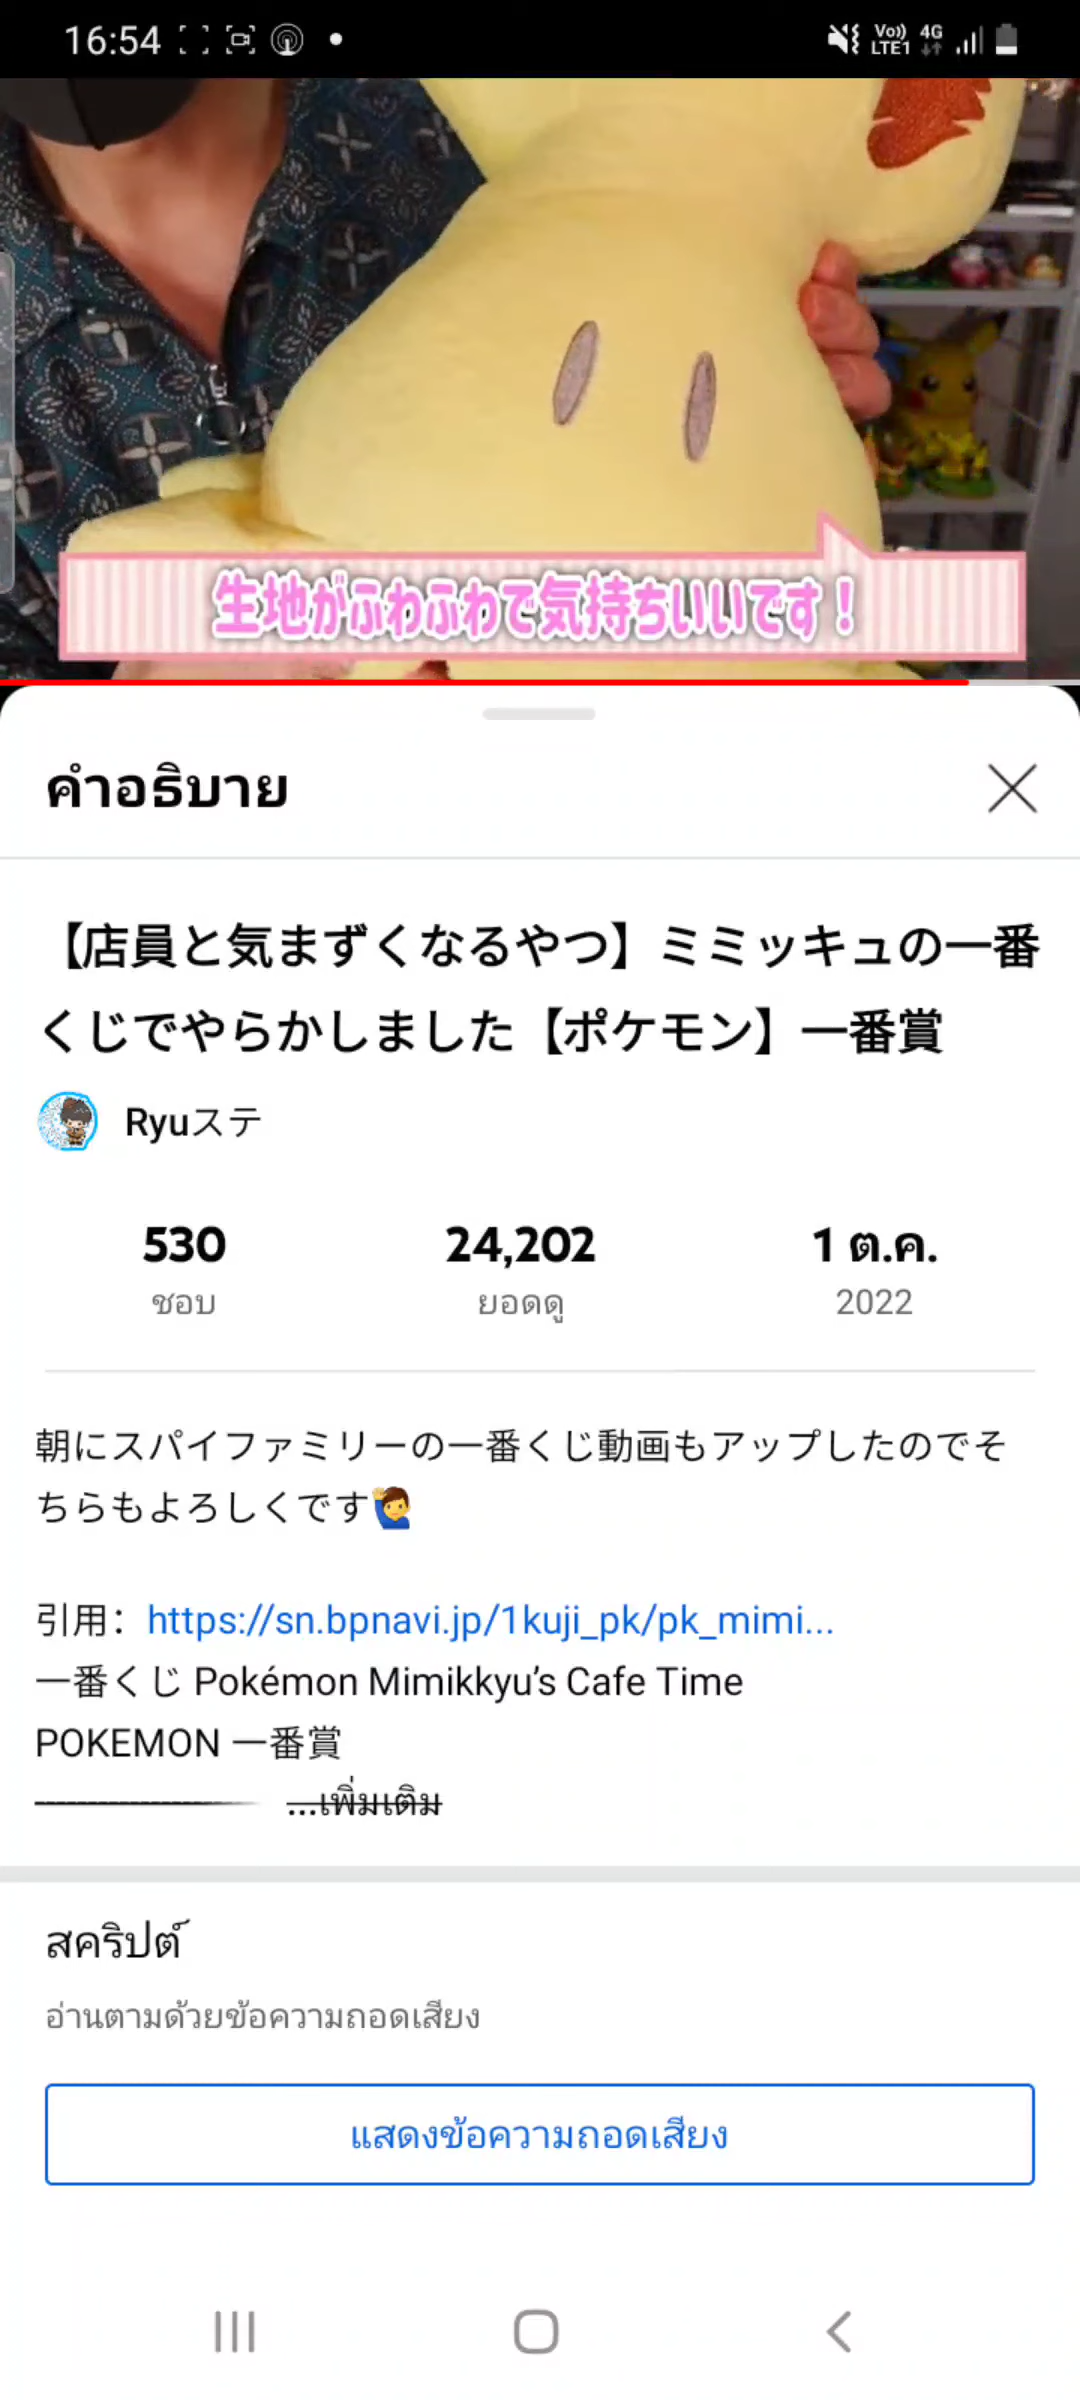 16:54
Vo)) 4G
LTE1
生地がふわふわで気持ちいいです！
คำอธิบาย
【店員と気まずくなるやつ】ミミッキュの一番
くじでやらかしました【ポケモン】一番賞
Ryuステ
530 24,202 1 ต.ค.
ชอบ ยอดดู 2022
朝にスパイファミリーの一番くじ動画もアップしたのでそ
ちらもよろしくです🙋‍♂️
引用：https://sn.bpnavi.jp/1kuji_pk/pk_mimi...
一番くじ Pokémon Mimikkyu’s Cafe Time
POKEMON 一番賞
...เพิ่มเติม
สคริปต์
อ่านตามด้วยข้อความถอดเสียง
แสดงข้อความถอดเสียง